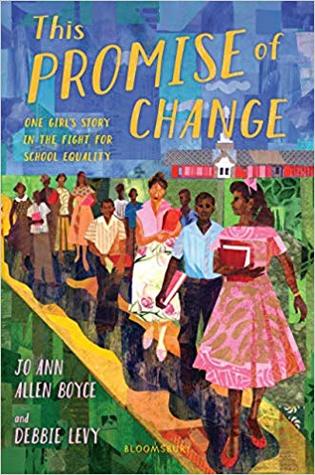 This
PROMISE of
CHANGE
ONE GIRL'S STORY
IN THE FIGHT FOR
SCHOOL EQUALITY
JO ANN
ALLEN BOYCE
and
DEBBIE LEVY
BLOOMSBURY